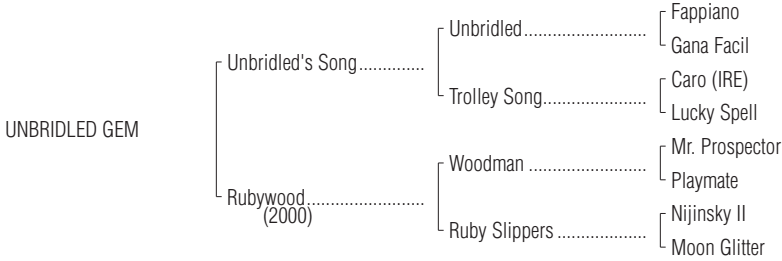 Fappiano
Unbridled..........................
Gana Facil
Unbridled's Song..............
Caro (IRE)
Trolley Song......................
Lucky Spell
UNBRIDLED GEM
Mr. Prospector
Woodman .........................
Playmate
Rubywood.........................
(2000)
Nijinsky II
Ruby Slippers ...................
Moon Glitter